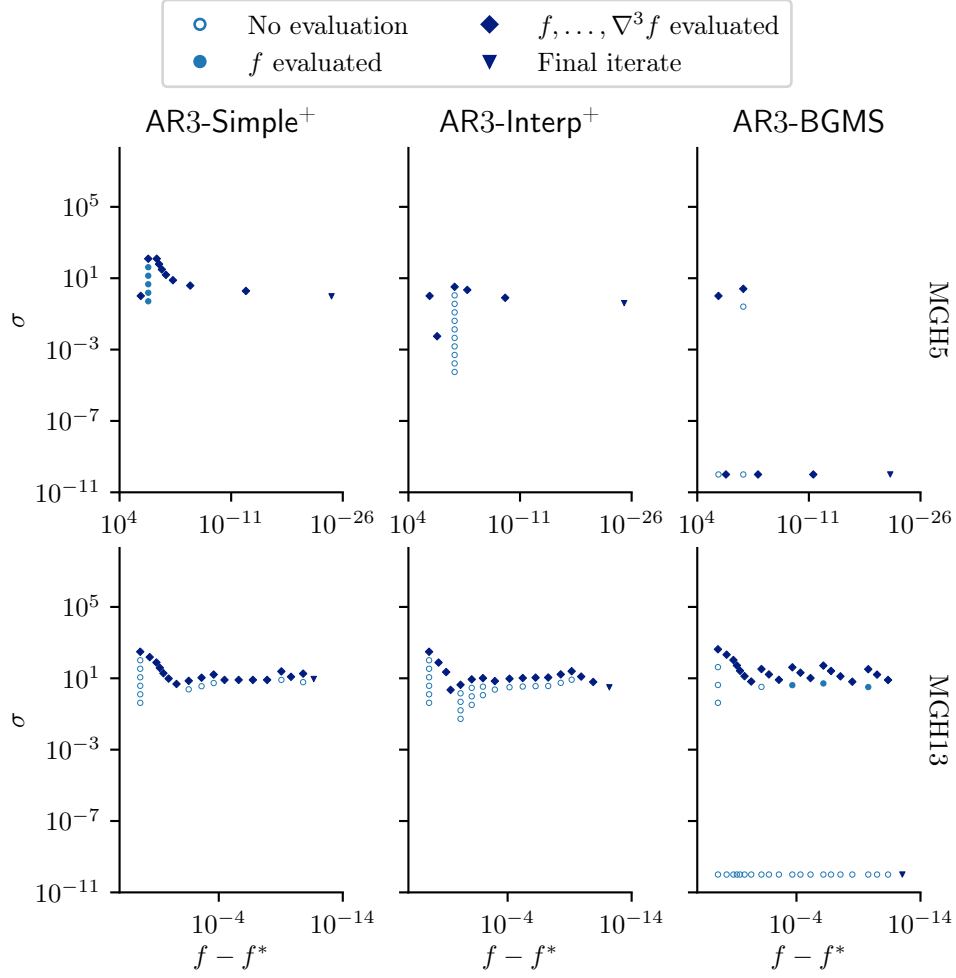 No evaluation
f evaluated
f, . . . , ∇³f evaluated
Final iterate
AR3-Simple⁺ AR3-Interp⁺ AR3-BGMS
10⁵
10¹
10⁻³
10⁻⁷
10⁻¹¹
σ
MGH5
10⁴ 10⁻¹¹ 10⁻²⁶ 10⁴ 10⁻¹¹ 10⁻²⁶ 10⁴ 10⁻¹¹ 10⁻²⁶
10⁵
10¹
10⁻³
10⁻⁷
10⁻¹¹
σ
MGH13
10⁻⁴ 10⁻¹⁴ 10⁻⁴ 10⁻¹⁴ 10⁻⁴ 10⁻¹⁴
f − f* f − f* f − f*